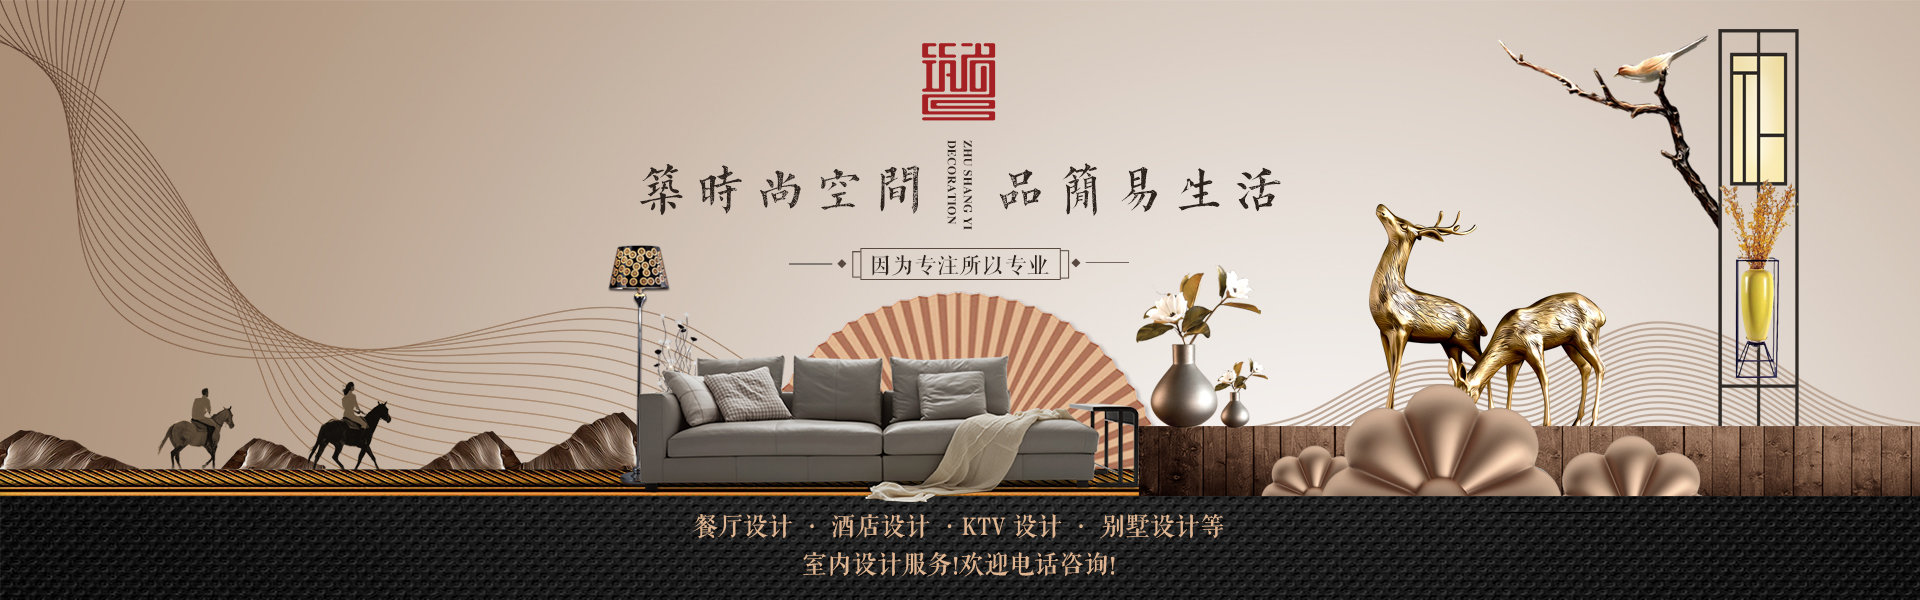 筑尚
築時尚空間
ZHU SHANG YI
DECORATION
品簡易生活
因为专注所以专业
餐厅设计 · 酒店设计 ·KTV 设计 · 别墅设计等
室内设计服务!欢迎电话咨询!